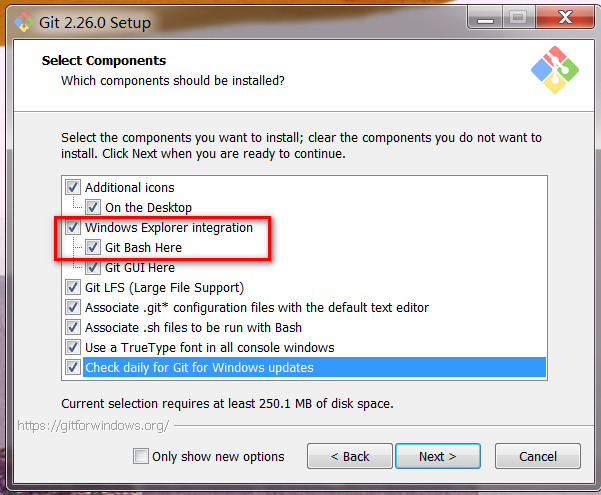 Git 2.26.0 Setup
Select Components
Which components should be installed?
Select the components you want to install; clear the components you do not want to
install. Click Next when you are ready to continue.
Additional icons
On the Desktop
Windows Explorer integration
Git Bash Here
Git GUI Here
Git LFS (Large File Support)
Associate .git* configuration files with the default text editor
Associate .sh files to be run with Bash
Use a TrueType font in all console windows
Check daily for Git for Windows updates
Current selection requires at least 250.1 MB of disk space.
https://gitforwindows.org/
Only show new options
< Back
Next >
Cancel